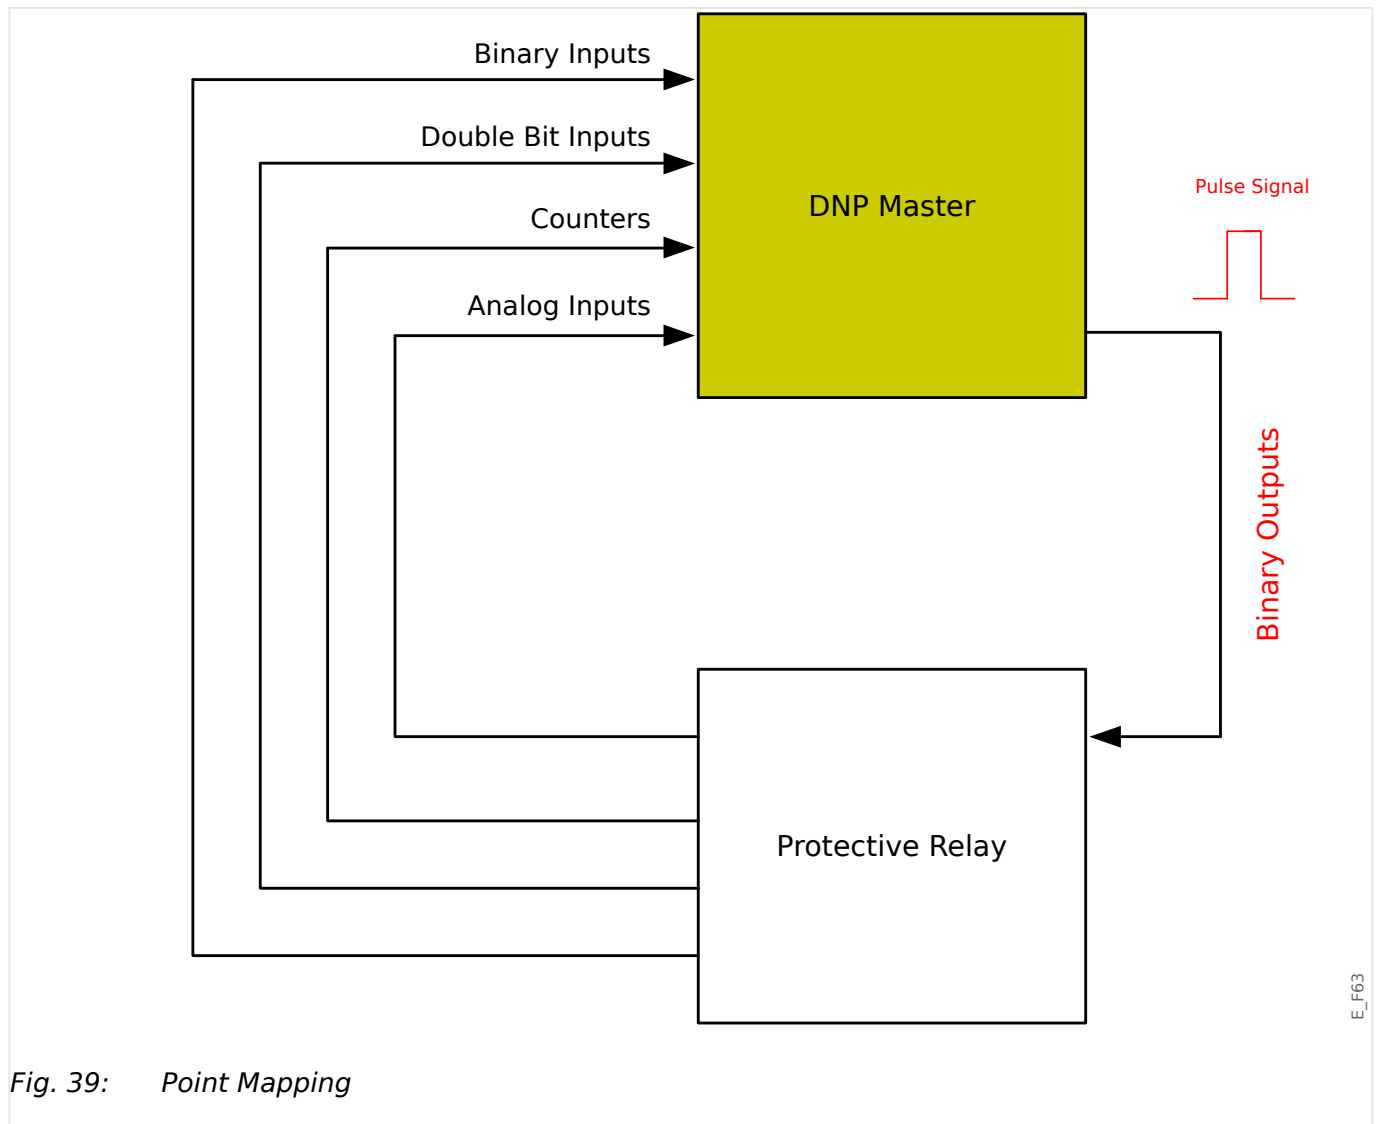 Binary Inputs
Double Bit Inputs
Counters
Analog Inputs
DNP Master
Pulse Signal
Binary Outputs
Protective Relay
E_F63
Fig. 39: Point Mapping